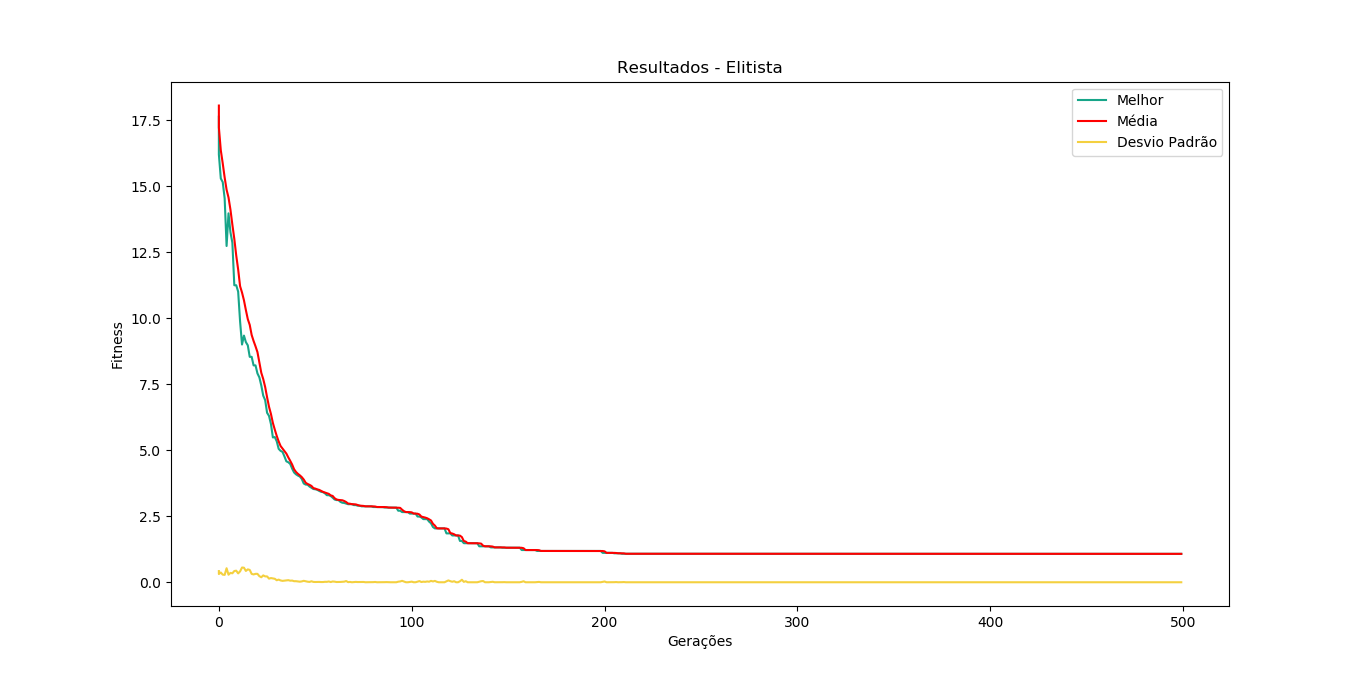 Resultados - Elitista
Melhor
Média
Desvio Padrão
Fitness
17.5
15.0
12.5
10.0
7.5
5.0
2.5
0.0
0 100 200 300 400 500
Gerações